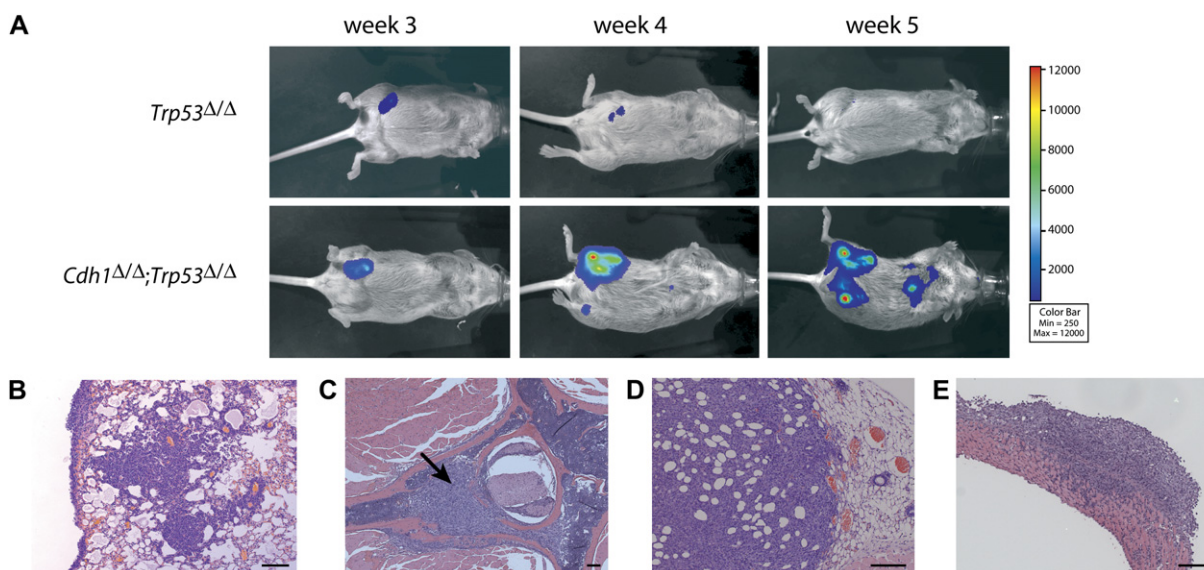 A
week 3
week 4
week 5
Trp53Δ/Δ
Cdh1Δ/Δ;Trp53Δ/Δ
12000
10000
8000
6000
4000
2000
Color Bar
Min = 250
Max = 12000
B
C
D
E